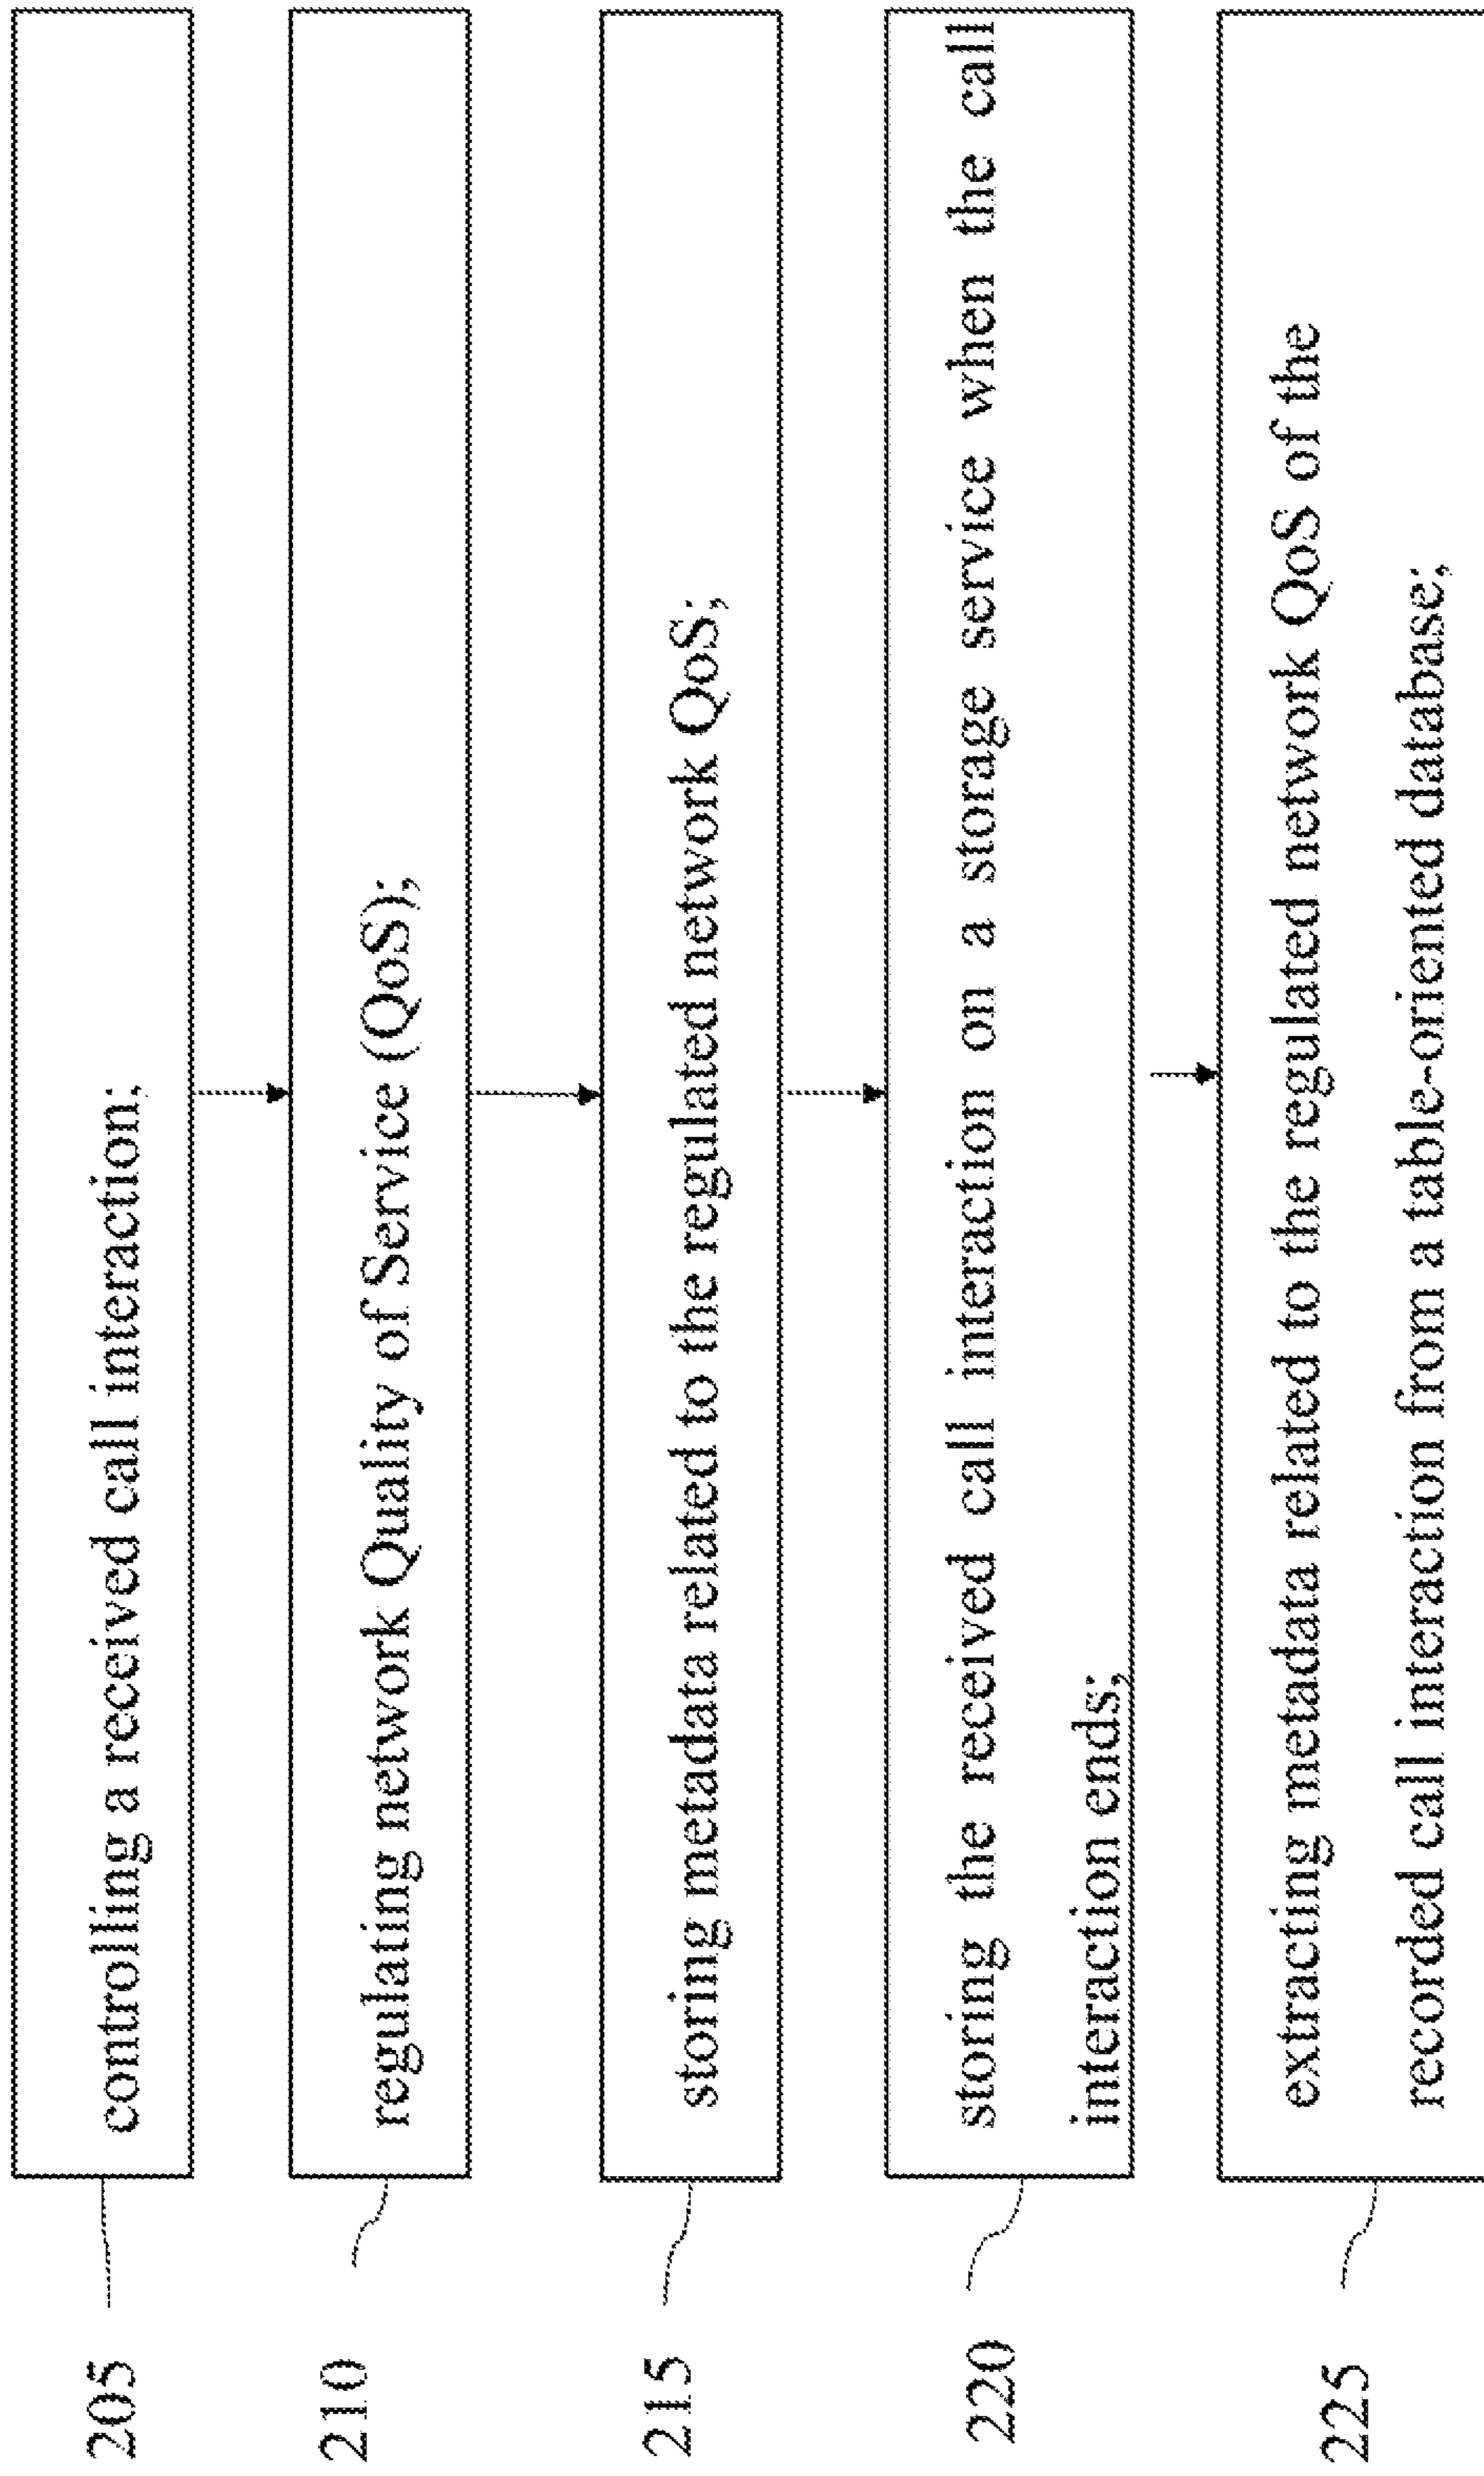 205
controlling a received call interaction;
210
regulating network Quality of Service (QoS);
215
storing metadata related to the regulated network QoS;
220
storing the received call interaction on a storage service when the call
interaction ends;
225
extracting metadata related to the regulated network QoS of the
recorded call interaction from a table-oriented database;